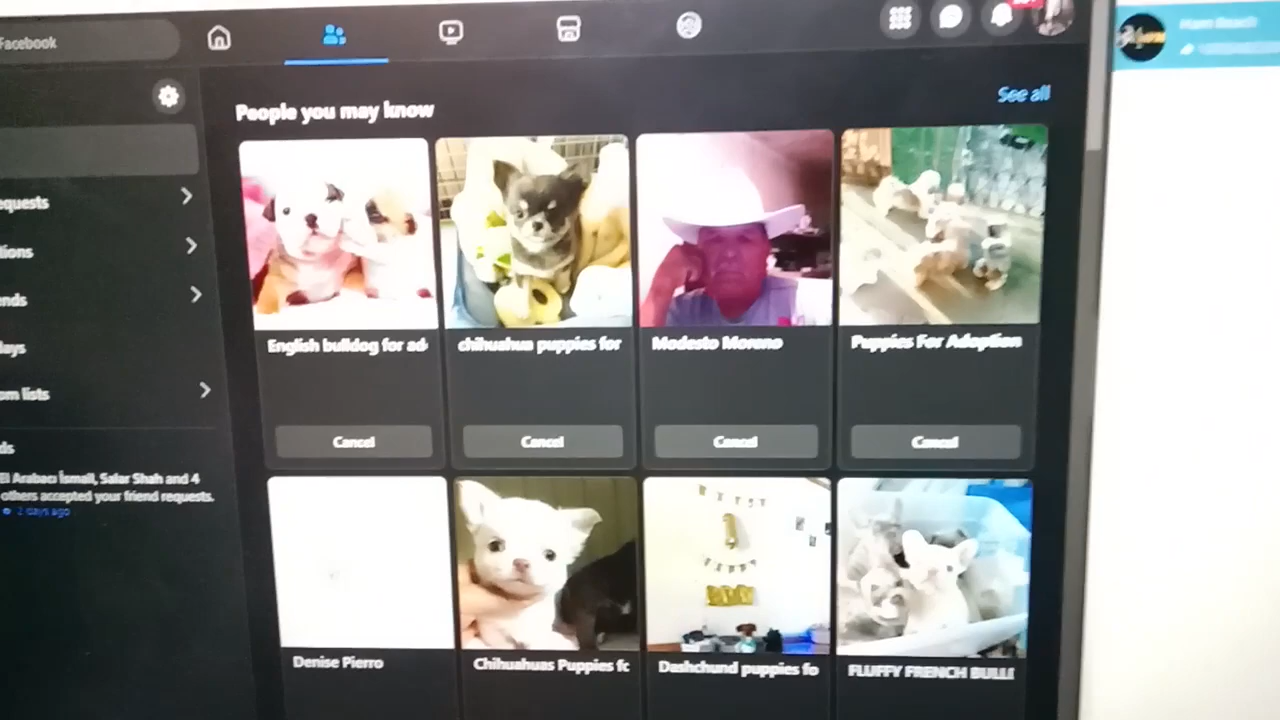 Facebook
People you may know
See all
equests
tions
ends
days
om lists
ds
El Arabacı İsmail, Salar Shah and 4
others accepted your friend requests.
2 days ago
English bulldog for ad
chihuahua puppies for
Modesto Moreno
Puppies For Adoption
Cancel
Cancel
Cancel
Cancel
Denise Pierro
Chihuahuas Puppies fc
Dashchund puppies fo
FLUFFY FRENCH BULL